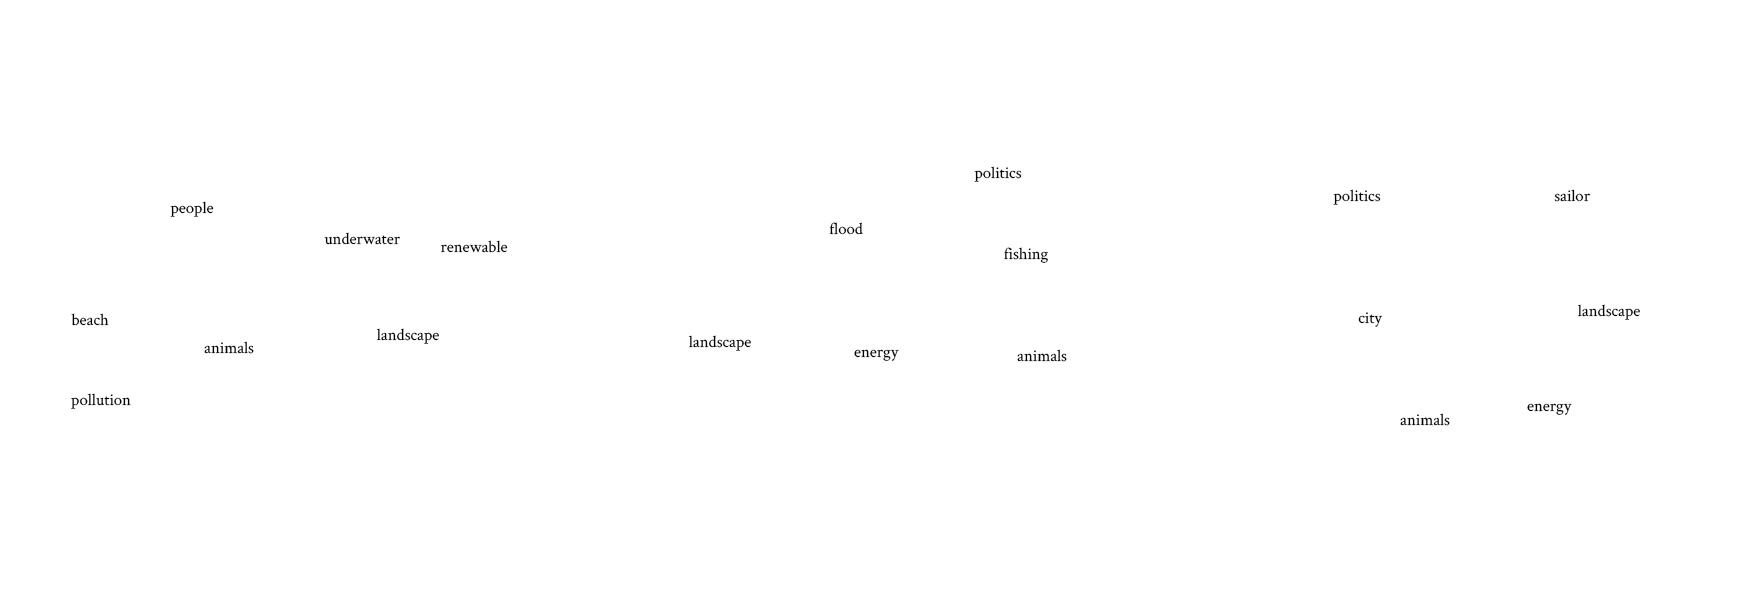 people
underwater
renewable
beach
animals
landscape
pollution
politics
flood
fishing
landscape
energy
animals
politics
sailor
city
landscape
animals
energy